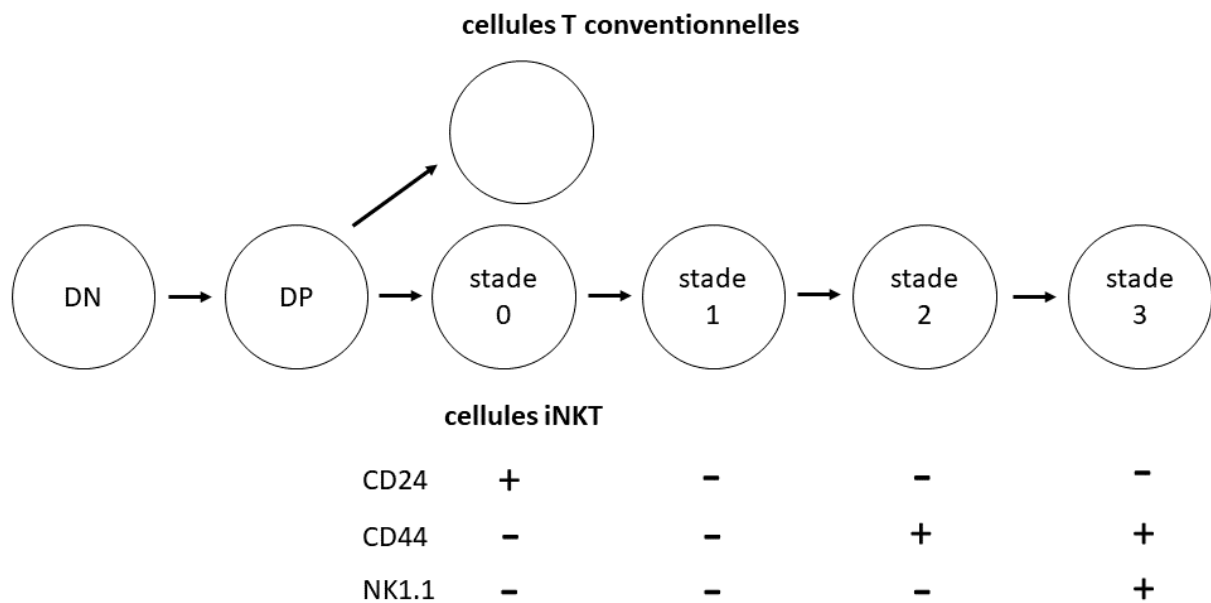 cellules T conventionnelles
DN
DP
stade
0
stade
1
stade
2
stade
3
cellules iNKT
CD24 + - - -
CD44 - - + +
NK1.1 - - - +